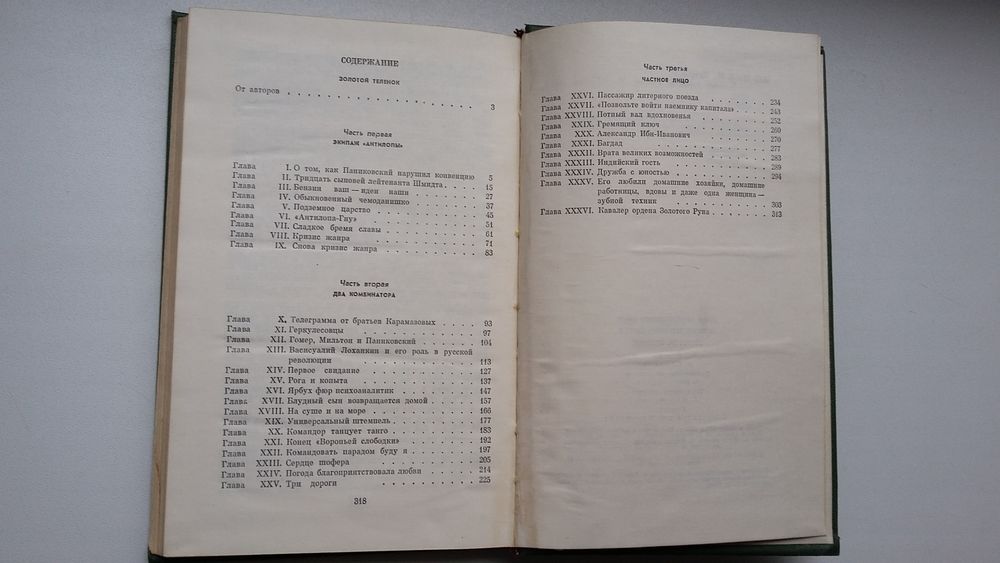 СОДЕРЖАНИЕ
ЗОЛОТОЙ ТЕЛЕНОК
От авторов . . . . . . . . . . . . . . . . 3
Часть первая
ЭКИПАЖ «АНТИЛОПЫ»
Глава I. О том, как Паниковский нарушил конвенцию 5
Глава II. Тридцать сыновей лейтенанта Шмидта . . . 15
Глава III. Бензин ваш — идеи наши . . . . . . 27
Глава IV. Обыкновенный чемоданишко . . . . . 37
Глава V. Подземное царство . . . . . . . . 45
Глава VI. «Антилопа-Гну» . . . . . . . . . 51
Глава VII. Сладкое бремя славы . . . . . . . 61
Глава VIII. Кризис жанра . . . . . . . . . 71
Глава IX. Снова кризис жанра . . . . . . . 83
Часть вторая
ДВА КОМБИНАТОРА
Глава X. Телеграмма от братьев Карамазовых . . . . 93
Глава XI. Геркулесовцы . . . . . . . . . . 97
Глава XII. Гомер, Мильтон и Паниковский . . . . . 104
Глава XIII. Васисуалий Лоханкин и его роль в русской
революции . . . . . . . . . . 113
Глава XIV. Первое свидание . . . . . . . . 127
Глава XV. Рога и копыта . . . . . . . . . 137
Глава XVI. Ярбух фюр психоаналитик . . . . . . 147
Глава XVII. Блудный сын возвращается домой . . . . 157
Глава XVIII. На суше и на море . . . . . . . . 166
Глава XIX. Универсальный штемпель . . . . . . 177
Глава XX. Командор танцует танго . . . . . . . 183
Глава XXI. Конец «Вороньей слободки» . . . . . . 192
Глава XXII. Командовать парадом буду я . . . . . 197
Глава XXIII. Сердце шофера . . . . . . . . . 205
Глава XXIV. Погода благоприятствовала любви . . . . 214
Глава XXV. Три дороги . . . . . . . . 225
318
Часть третья
ЧАСТНОЕ ЛИЦО
Глава XXVI. Пассажир литерного поезда . . . . . 234
Глава XXVII. «Позвольте войти наемнику капитала» . . . 243
Глава XXVIII. Потный вал вдохновенья . . . . . . 252
Глава XXIX. Гремящий ключ . . . . . . . . 260
Глава XXX. Александр Ибн-Иванович . . . . . . 270
Глава XXXI. Багдад . . . . . . . . . . . 277
Глава XXXII. Врата великих возможностей . . . . . 283
Глава XXXIII. Индийский гость . . . . . . . . 289
Глава XXXIV. Дружба с юностью . . . . . . . . 294
Глава XXXV. Его любили домашние хозяйки, домашние
работницы, вдовы и даже одна женщина —
зубной техник . . . . . . . . . 303
Глава XXXVI. Кавалер ордена Золотого Руна . . . . . 313